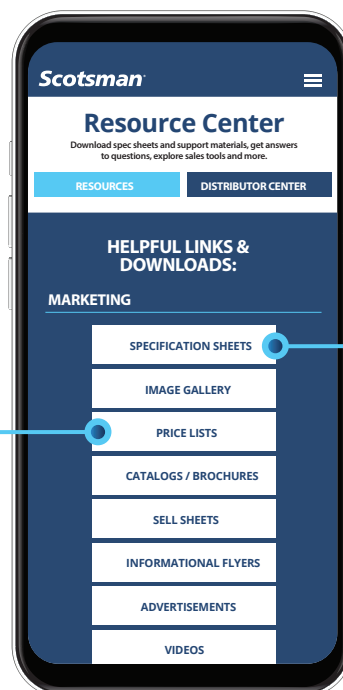 Scotsman
Resource Center
Download spec sheets and support materials, get answers
to questions, explore sales tools and more.
RESOURCES
DISTRIBUTOR CENTER
HELPFUL LINKS &
DOWNLOADS:
MARKETING
SPECIFICATION SHEETS
IMAGE GALLERY
PRICE LISTS
CATALOGS / BROCHURES
SELL SHEETS
INFORMATIONAL FLYERS
ADVERTISEMENTS
VIDEOS